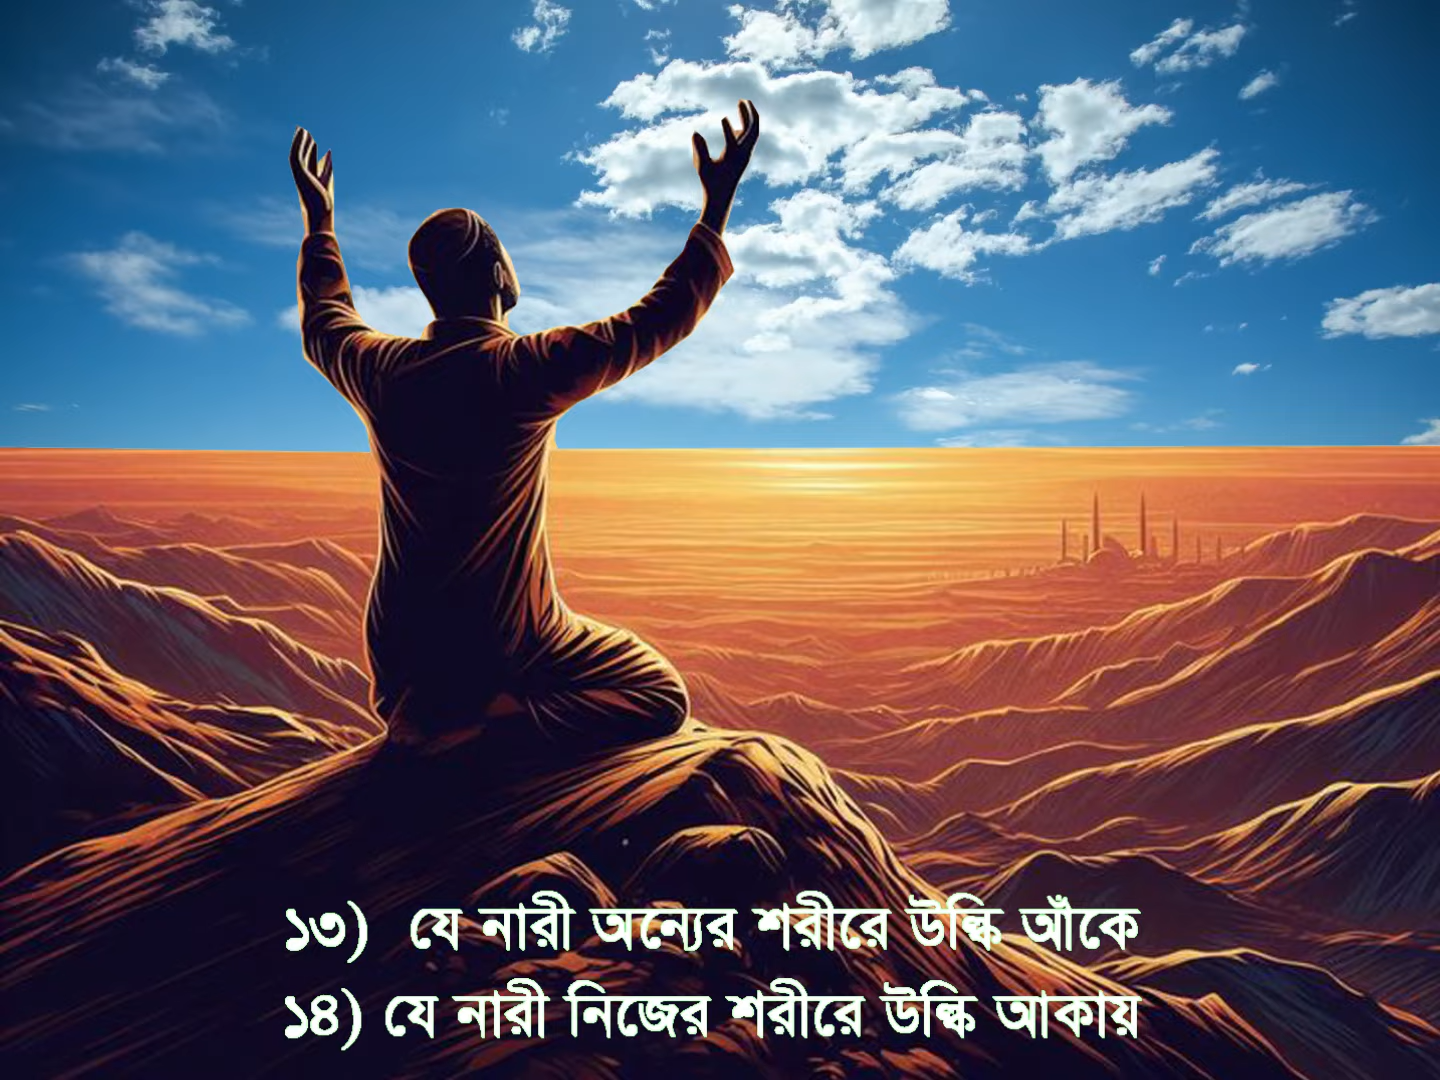 ১৩) যে নারী অন্যের শরীরে উল্কি আঁকে
১৪) যে নারী নিজের শরীরে উল্কি আকায়